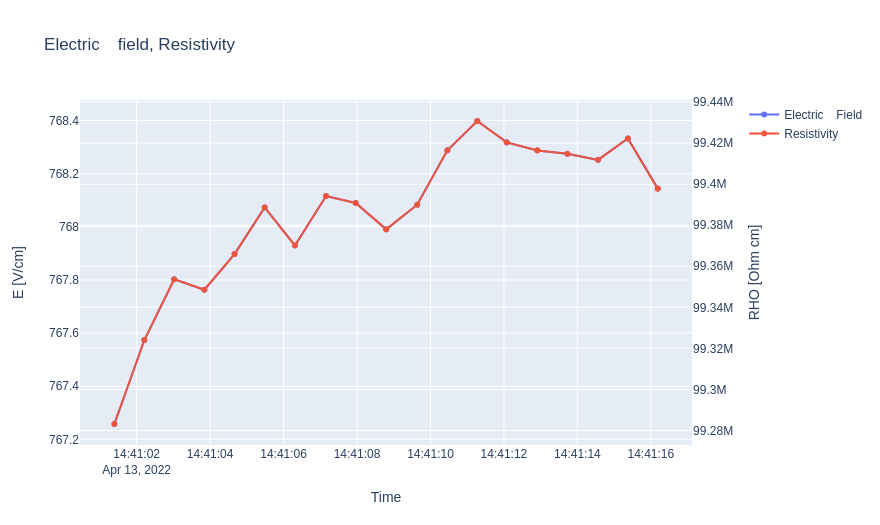 Electric    field, Resistivity
768.4
768.2
768
767.8
767.6
767.4
767.2
E [V/cm]
99.44M
99.42M
99.4M
99.38M
99.36M
99.34M
99.32M
99.3M
99.28M
RHO [Ohm cm]
Electric    Field
Resistivity
14:41:02 14:41:04 14:41:06 14:41:08 14:41:10 14:41:12 14:41:14 14:41:16
Apr 13, 2022
Time